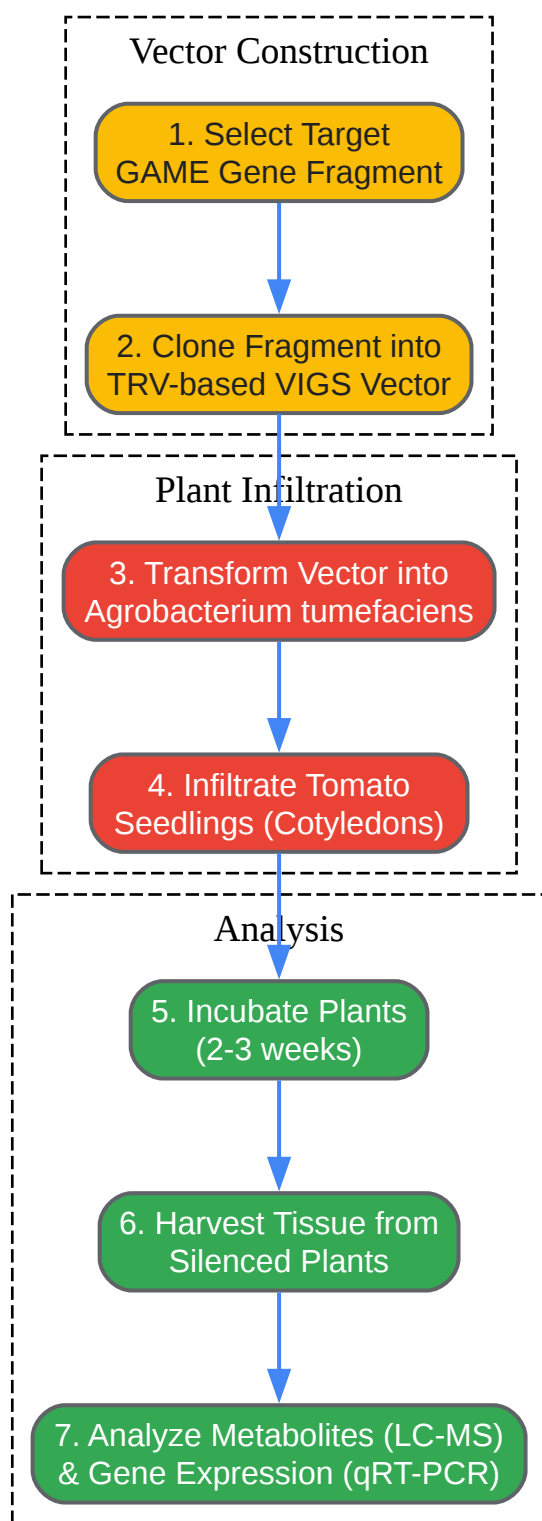 Vector Construction
1. Select Target
GAME Gene Fragment
2. Clone Fragment into
TRV-based VIGS Vector
Plant Infiltration
3. Transform Vector into
Agrobacterium tumefaciens
4. Infiltrate Tomato
Seedlings (Cotyledons)
Analysis
5. Incubate Plants
(2-3 weeks)
6. Harvest Tissue from
Silenced Plants
7. Analyze Metabolites (LC-MS)
& Gene Expression (qRT-PCR)